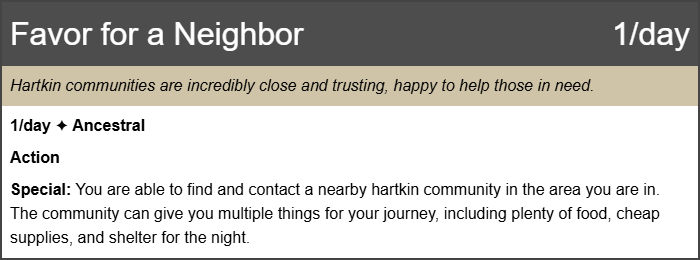 Favor for a Neighbor 1/day
Hartkin communities are incredibly close and trusting, happy to help those in need.
1/day ✦ Ancestral
Action
Special: You are able to find and contact a nearby hartkin community in the area you are in.
The community can give you multiple things for your journey, including plenty of food, cheap
supplies, and shelter for the night.